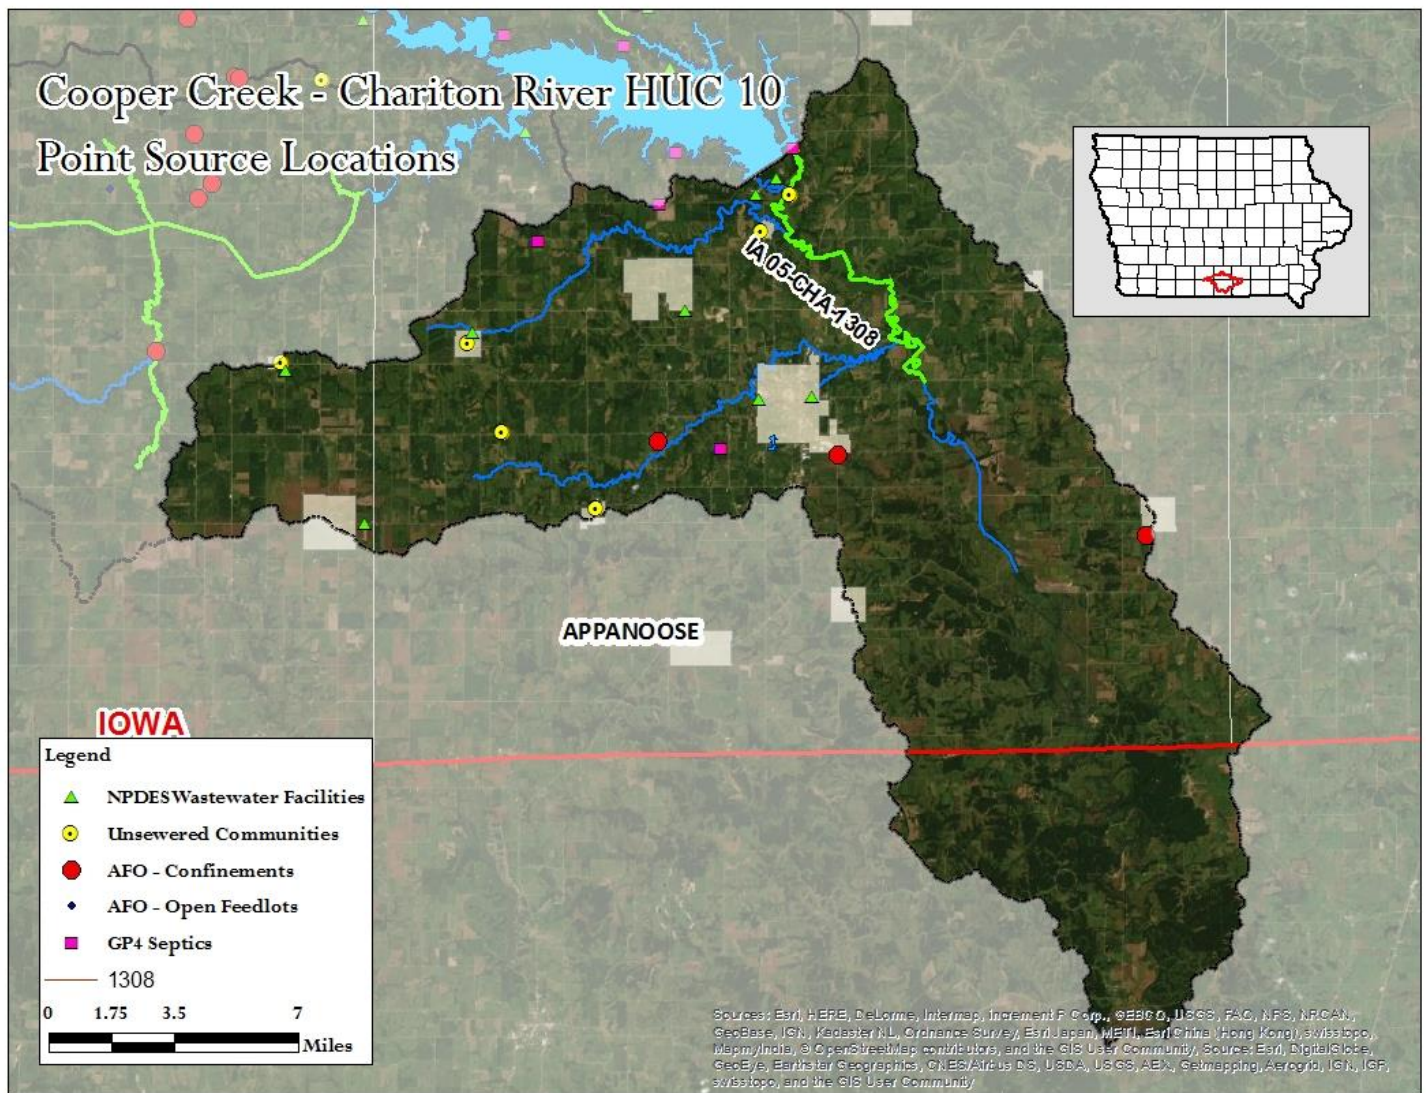 Cooper Creek - Chariton River HUC 10
Point Source Locations
IA 05-CHA-1308
APPANOOSE
IOWA
Legend
NPDES Wastewater Facilities
Unsewered Communities
AFO - Confinements
AFO - Open Feedlots
GP4 Septics
1308
0 1.75 3.5 7
Miles
Sources: Esri, HERE, DeLorme, Intermap, increment P Corp., GEBCO, USGS, FAO, NPS, NRCAN,
GeoBase, IGN, Kadaster NL, Ordnance Survey, Esri Japan, METI, Esri China (Hong Kong), swisstopo,
MapmyIndia, © OpenStreetMap contributors, and the GIS User Community, Source: Esri, DigitalGlobe,
GeoEye, Earthstar Geographics, CNES/Airbus DS, USDA, USGS, AEX, Getmapping, Aerogrid, IGN, IGP,
swisstopo, and the GIS User Community